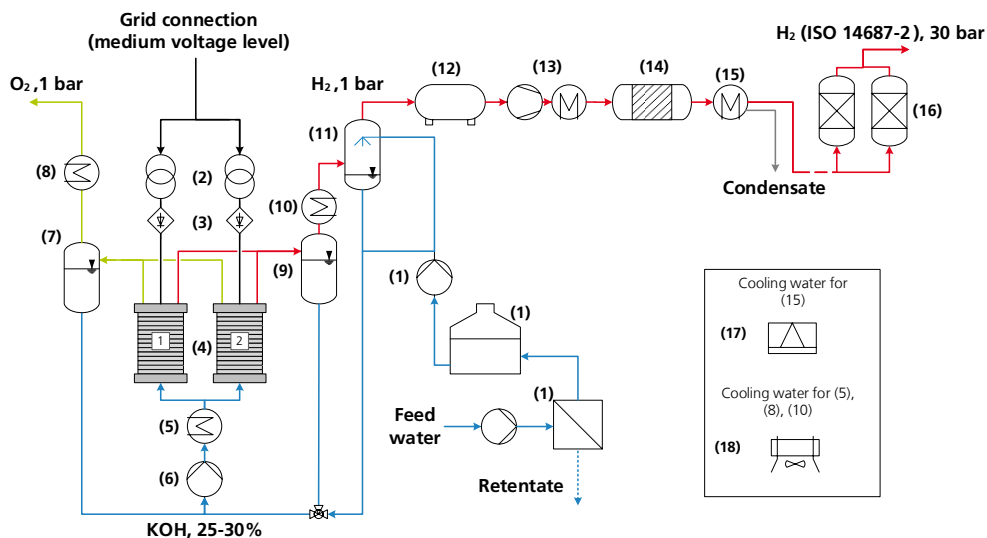 Grid connection
(medium voltage level)
H₂ (ISO 14687-2), 30 bar
O₂ ,1 bar
H₂, 1 bar
(12)
(13)
(14)
(15)
(16)
(11)
(8)
(2)
(10)
(3)
(7)
(9)
Condensate
(1)
(1)
1
2
(4)
(1)
(5)
(6)
Feed
water
Retentate
KOH, 25-30%
Cooling water for
(15)
(17)
Cooling water for (5),
(8), (10)
(18)